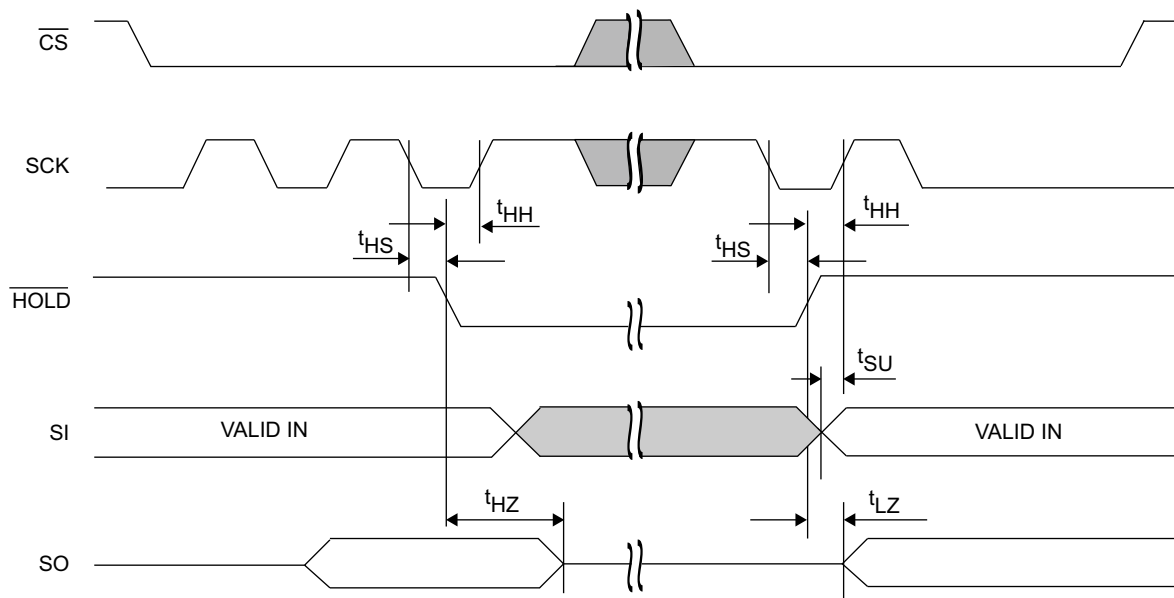 CS
SCK
tHH
tHH
tHS
tHS
HOLD
tSU
SI
VALID IN
VALID IN
tHZ
tLZ
SO